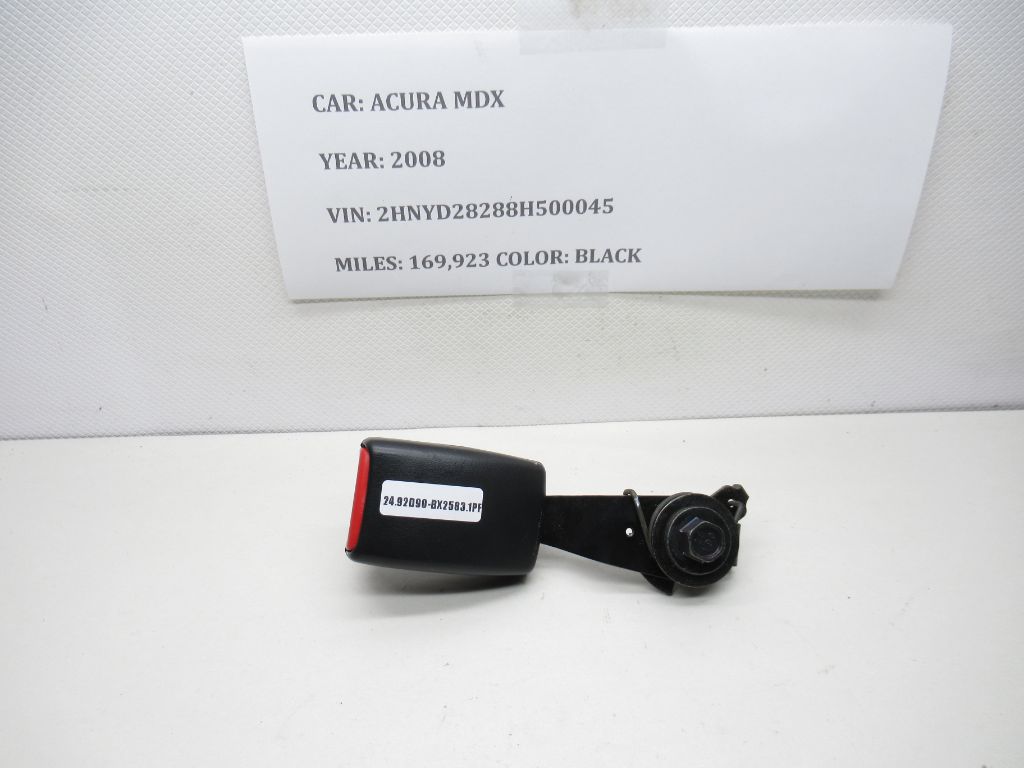 CAR: ACURA MDX
YEAR: 2008
VIN: 2HNYD28288H500045
MILES: 169,923 COLOR: BLACK
24.92D90-BX2583.1PF